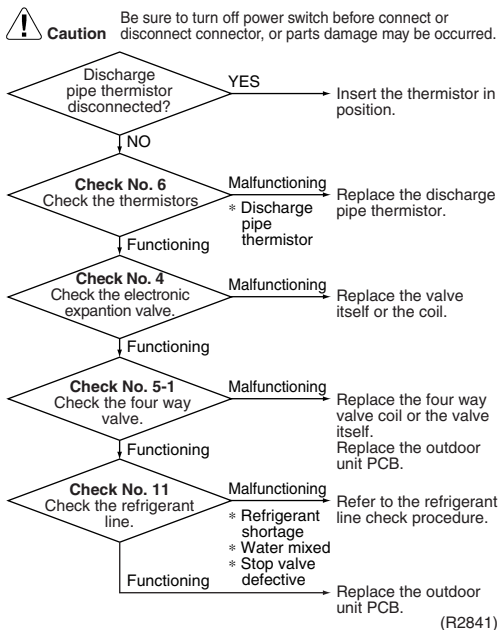 Caution
Be sure to turn off power switch before connect or
disconnect connector, or parts damage may be occurred.
Discharge
pipe thermistor
disconnected?
YES
Insert the thermistor in
position.
NO
Check No. 6
Check the thermistors
Malfunctioning
* Discharge
pipe
thermistor
Replace the discharge
pipe thermistor.
Functioning
Check No. 4
Check the electronic
expantion valve.
Malfunctioning
Replace the valve
itself or the coil.
Functioning
Check No. 5-1
Check the four way
valve.
Malfunctioning
Replace the four way
valve coil or the valve
itself.
Replace the outdoor
unit PCB.
Functioning
Check No. 11
Check the refrigerant
line.
Malfunctioning
* Refrigerant
shortage
* Water mixed
* Stop valve
defective
Refer to the refrigerant
line check procedure.
Functioning
Replace the outdoor
unit PCB.
(R2841)